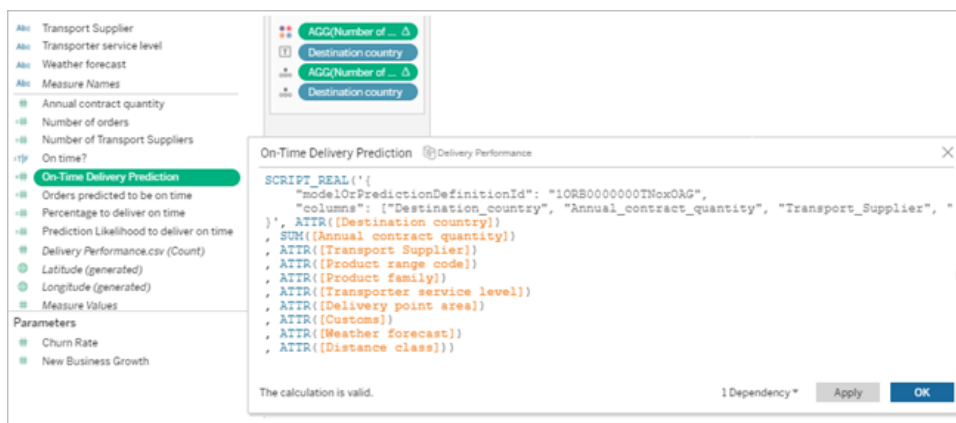 Abc Transport Supplier
Abc Transporter service level
Abc Weather forecast
Abc Measure Names
Annual contract quantity
Number of orders
Number of Transport Suppliers
On time?
On-Time Delivery Prediction
Orders predicted to be on time
Percentage to deliver on time
Prediction Likelihood to deliver on time
Delivery Performance.csv (Count)
Latitude (generated)
Longitude (generated)
Measure Values
Parameters
Churn Rate
New Business Growth
AGG(Number of ... Δ
T Destination country
AGG(Number of ... Δ
Destination country
On-Time Delivery Prediction Delivery Performance
SCRIPT_REAL('{
"modelOrPredictionDefinitionId": "1ORB0000000TNoxOAG",
"columns": ["Destination_country", "Annual_contract_quantity", "Transport_Supplier", "
}', ATTR([Destination country])
, SUM([Annual contract quantity])
, ATTR([Transport Supplier])
, ATTR([Product range code])
, ATTR([Product family])
, ATTR([Transporter service level])
, ATTR([Delivery point area])
, ATTR([Customs])
, ATTR([Weather forecast])
, ATTR([Distance class]))
The calculation is valid.
1 Dependency
Apply
OK